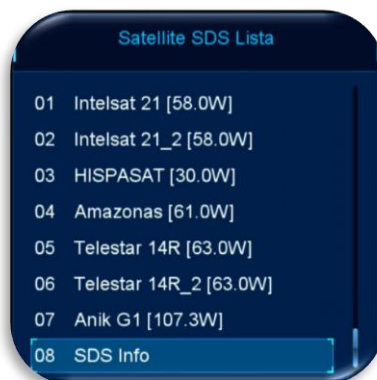 Satellite SDS Lista
01 Intelsat 21 [58.0W]
02 Intelsat 21_2 [58.0W]
03 HISPASAT [30.0W]
04 Amazonas [61.0W]
05 Telestar 14R [63.0W]
06 Telestar 14R_2 [63.0W]
07 Anik G1 [107.3W]
08 SDS Info